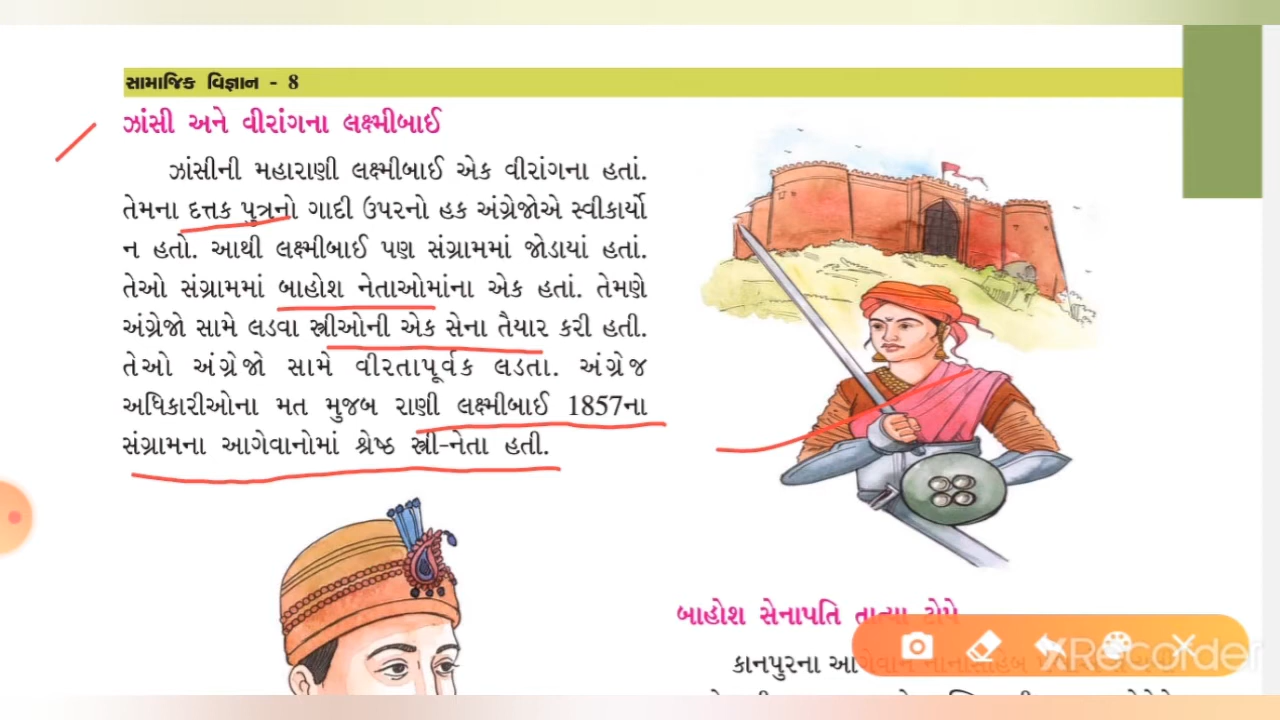 સામાજિક વિજ્ઞાન - 8
ઝાંસી અને વીરાંગના લક્ષ્મીબાઈ
ઝાંસીની મહારાણી લક્ષ્મીબાઈ એક વીરાંગના હતાં.
તેમના દત્તક પુત્રનો ગાદી ઉપરનો હક અંગ્રેજોએ સ્વીકાર્યો
ન હતો. આથી લક્ષ્મીબાઈ પણ સંગ્રામમાં જોડાયાં હતાં.
તેઓ સંગ્રામમાં બાહોશ નેતાઓમાંના એક હતાં. તેમણે
અંગ્રેજો સામે લડવા સ્ત્રીઓની એક સેના તૈયાર કરી હતી.
તેઓ અંગ્રેજો સામે વીરતાપૂર્વક લડતા. અંગ્રેજ
અધિકારીઓના મત મુજબ રાણી લક્ષ્મીબાઈ 1857ના
સંગ્રામના આગેવાનોમાં શ્રેષ્ઠ સ્ત્રી-નેતા હતી.
બાહોશ સેનાપતિ તાત્યા ટોપે
કાનપુરના આગેવાન નાનાસાહેબ
XRecorder